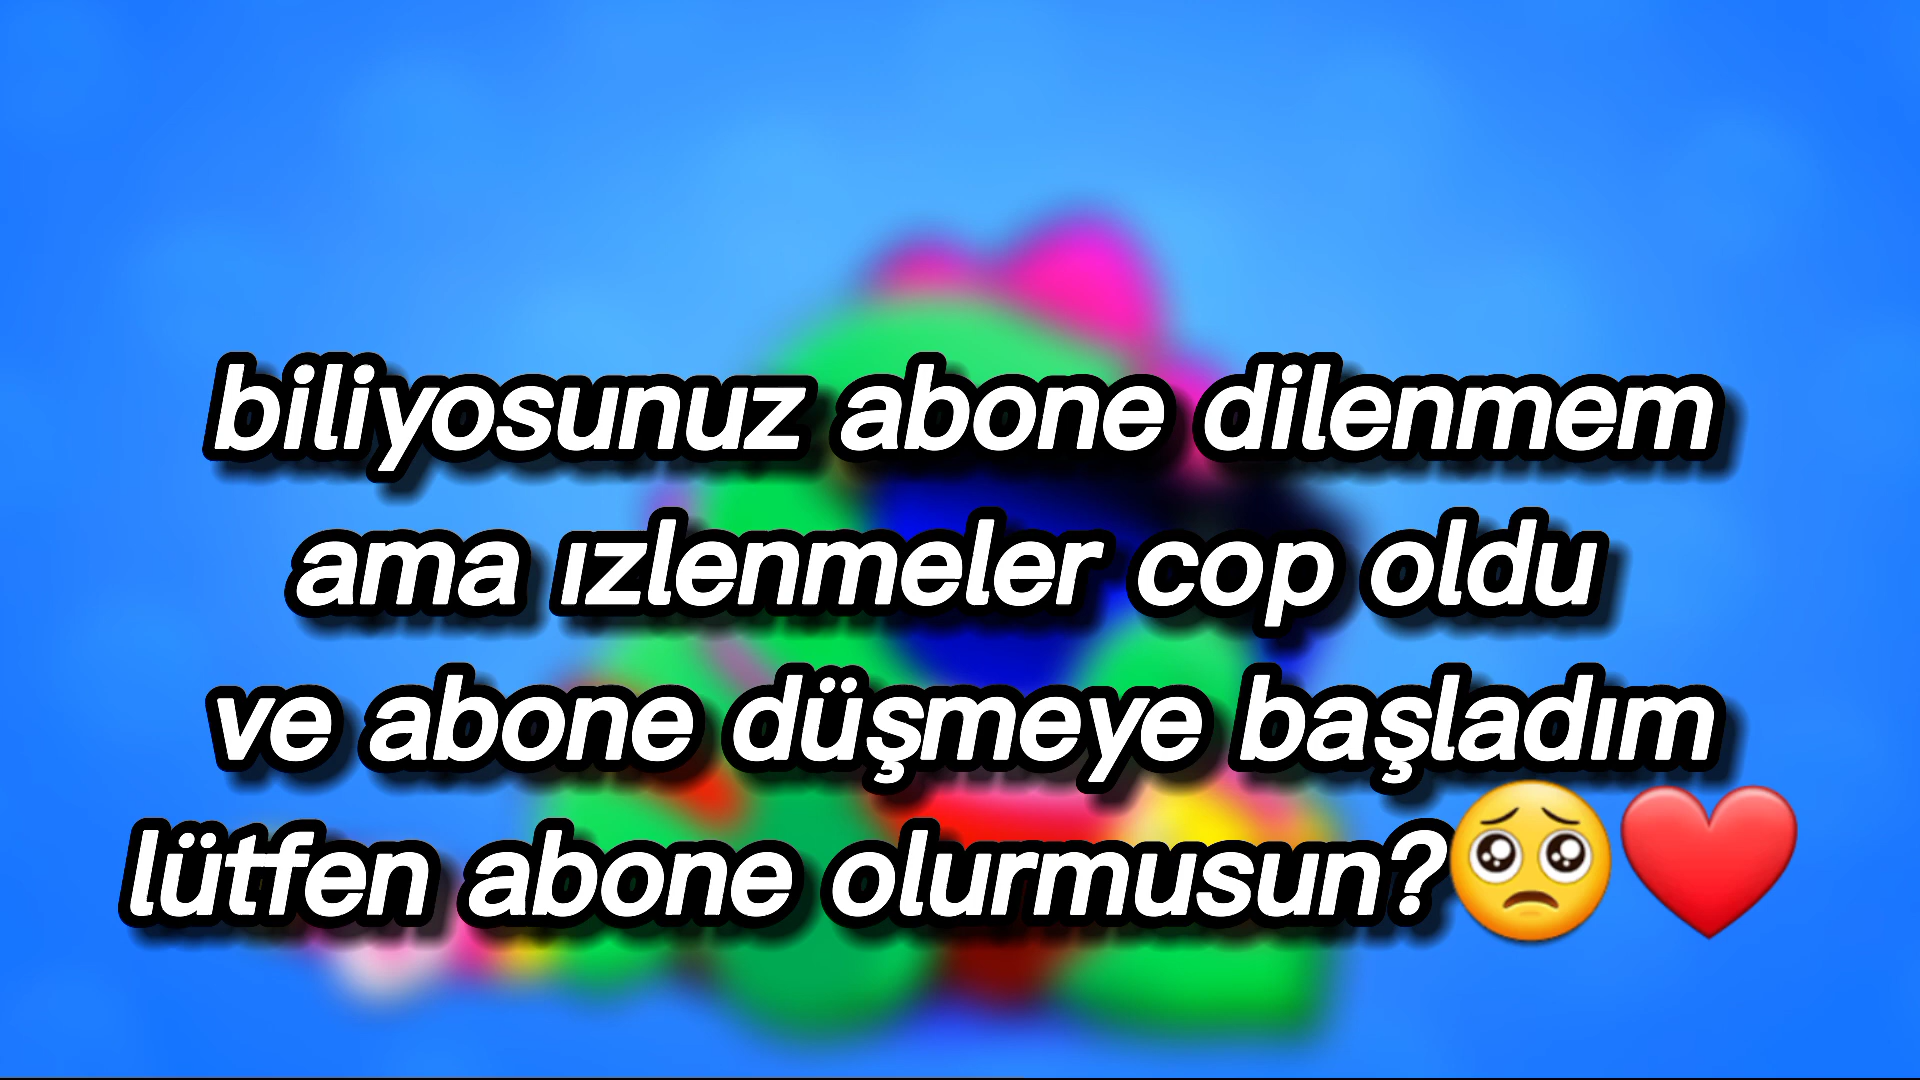 biliyosunuz abone dilenmem
ama ızlenmeler cop oldu
ve abone düşmeye başladım
lütfen abone olurmusun?🥺❤️